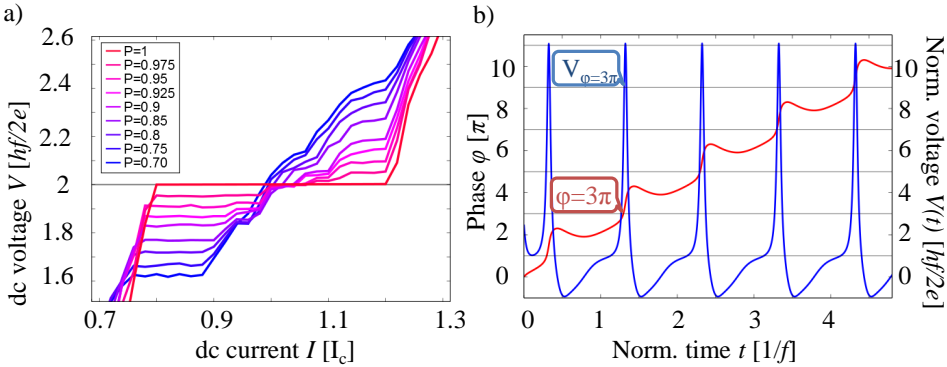 a)
dc voltage V [hf/2e]
2.6
2.4
2.2
2
1.8
1.6
P=1
P=0.975
P=0.95
P=0.925
P=0.9
P=0.85
P=0.8
P=0.75
P=0.70
0.7 0.9 1.1 1.3
dc current I [I_c]
b)
Phase φ [π]
10
8
6
4
2
0
V_φ=3π
φ=3π
10
8
6
4
2
0
Norm. voltage V(t) [hf/2e]
0 1 2 3 4
Norm. time t [1/f]